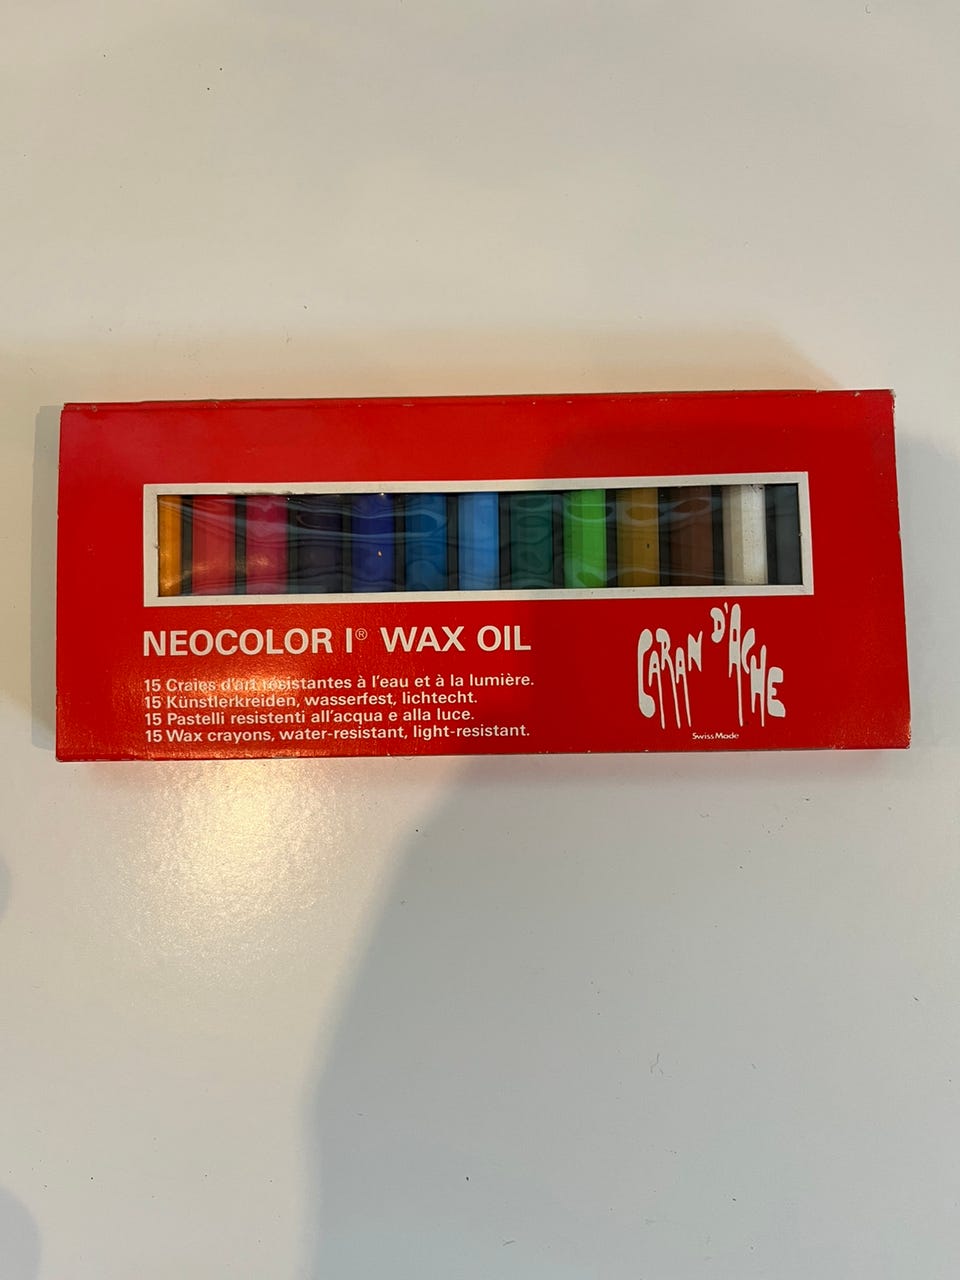 NEOCOLOR I® WAX OIL
15 Craies d'art résistantes à l'eau et à la lumière.
15 Künstlerkreiden, wasserfest, lichtecht.
15 Pastelli resistenti all'acqua e alla luce.
15 Wax crayons, water-resistant, light-resistant.
CARAN D'ACHE
Swiss Made